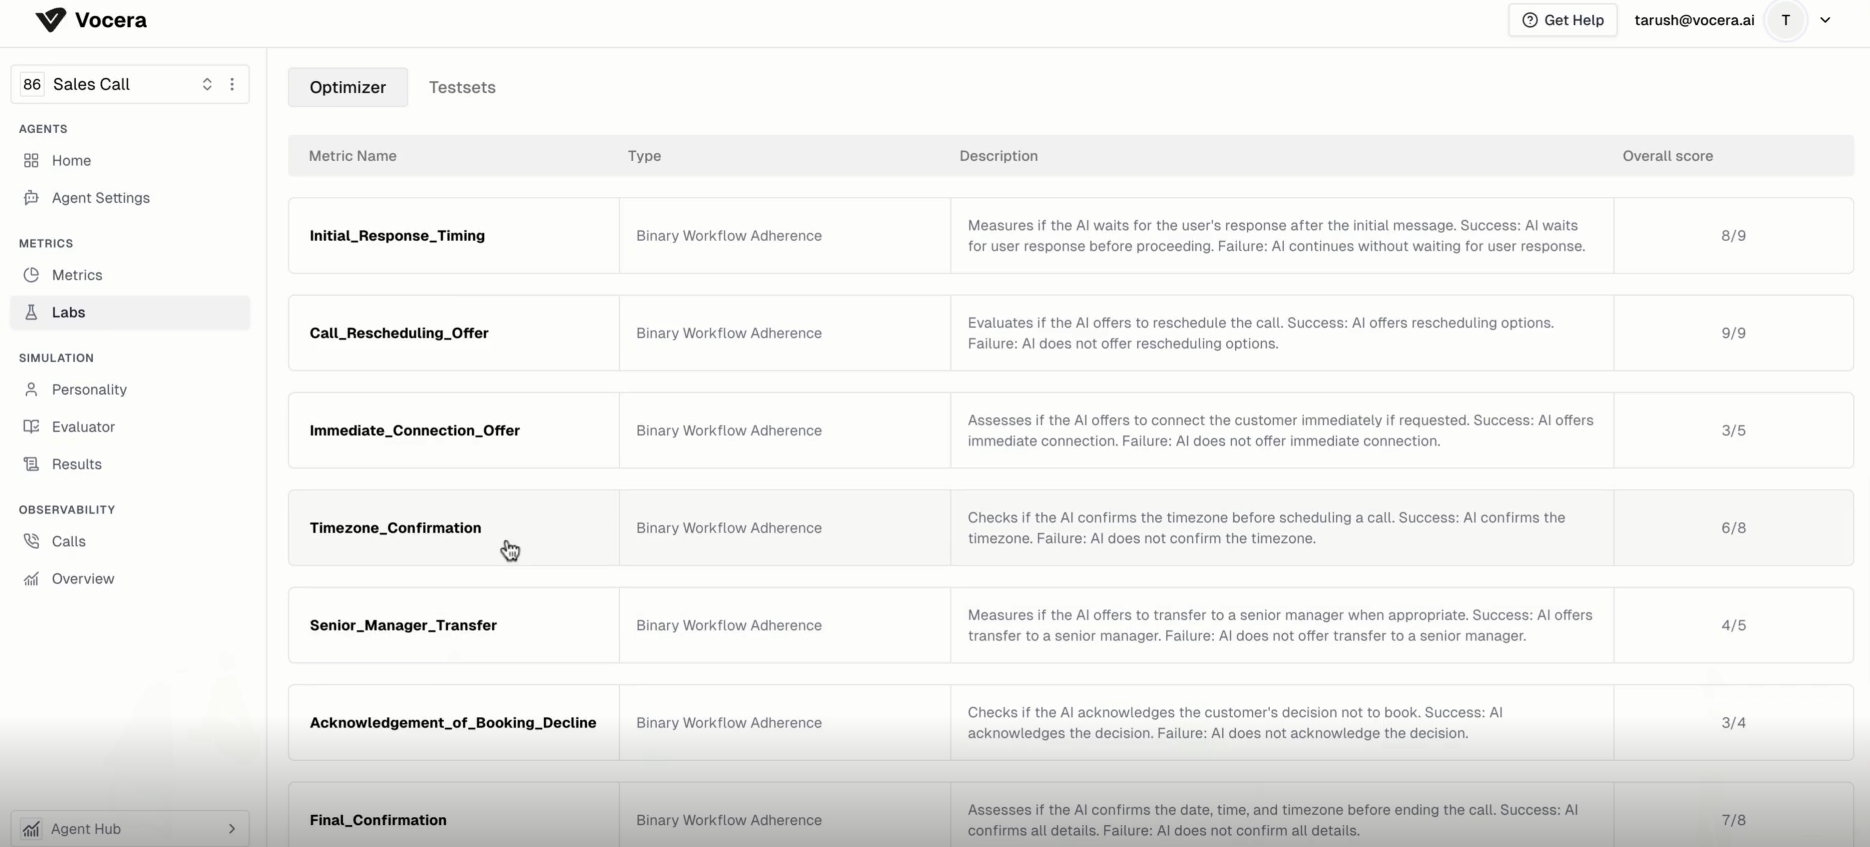 Vocera
Get Help
tarush@vocera.ai
T
86 Sales Call
AGENTS
Home
Agent Settings
METRICS
Metrics
Labs
SIMULATION
Personality
Evaluator
Results
OBSERVABILITY
Calls
Overview
Agent Hub
Optimizer
Testsets
Metric Name
Type
Description
Overall score
Initial_Response_Timing
Binary Workflow Adherence
Measures if the AI waits for the user's response after the initial message. Success: AI waits
for user response before proceeding. Failure: AI continues without waiting for user response.
8/9
Call_Rescheduling_Offer
Binary Workflow Adherence
Evaluates if the AI offers to reschedule the call. Success: AI offers rescheduling options.
Failure: AI does not offer rescheduling options.
9/9
Immediate_Connection_Offer
Binary Workflow Adherence
Assesses if the AI offers to connect the customer immediately if requested. Success: AI offers
immediate connection. Failure: AI does not offer immediate connection.
3/5
Timezone_Confirmation
Binary Workflow Adherence
Checks if the AI confirms the timezone before scheduling a call. Success: AI confirms the
timezone. Failure: AI does not confirm the timezone.
6/8
Senior_Manager_Transfer
Binary Workflow Adherence
Measures if the AI offers to transfer to a senior manager when appropriate. Success: AI offers
transfer to a senior manager. Failure: AI does not offer transfer to a senior manager.
4/5
Acknowledgement_of_Booking_Decline
Binary Workflow Adherence
Checks if the AI acknowledges the customer's decision not to book. Success: AI
acknowledges the decision. Failure: AI does not acknowledge the decision.
3/4
Final_Confirmation
Binary Workflow Adherence
Assesses if the AI confirms the date, time, and timezone before ending the call. Success: AI
confirms all details. Failure: AI does not confirm all details.
7/8